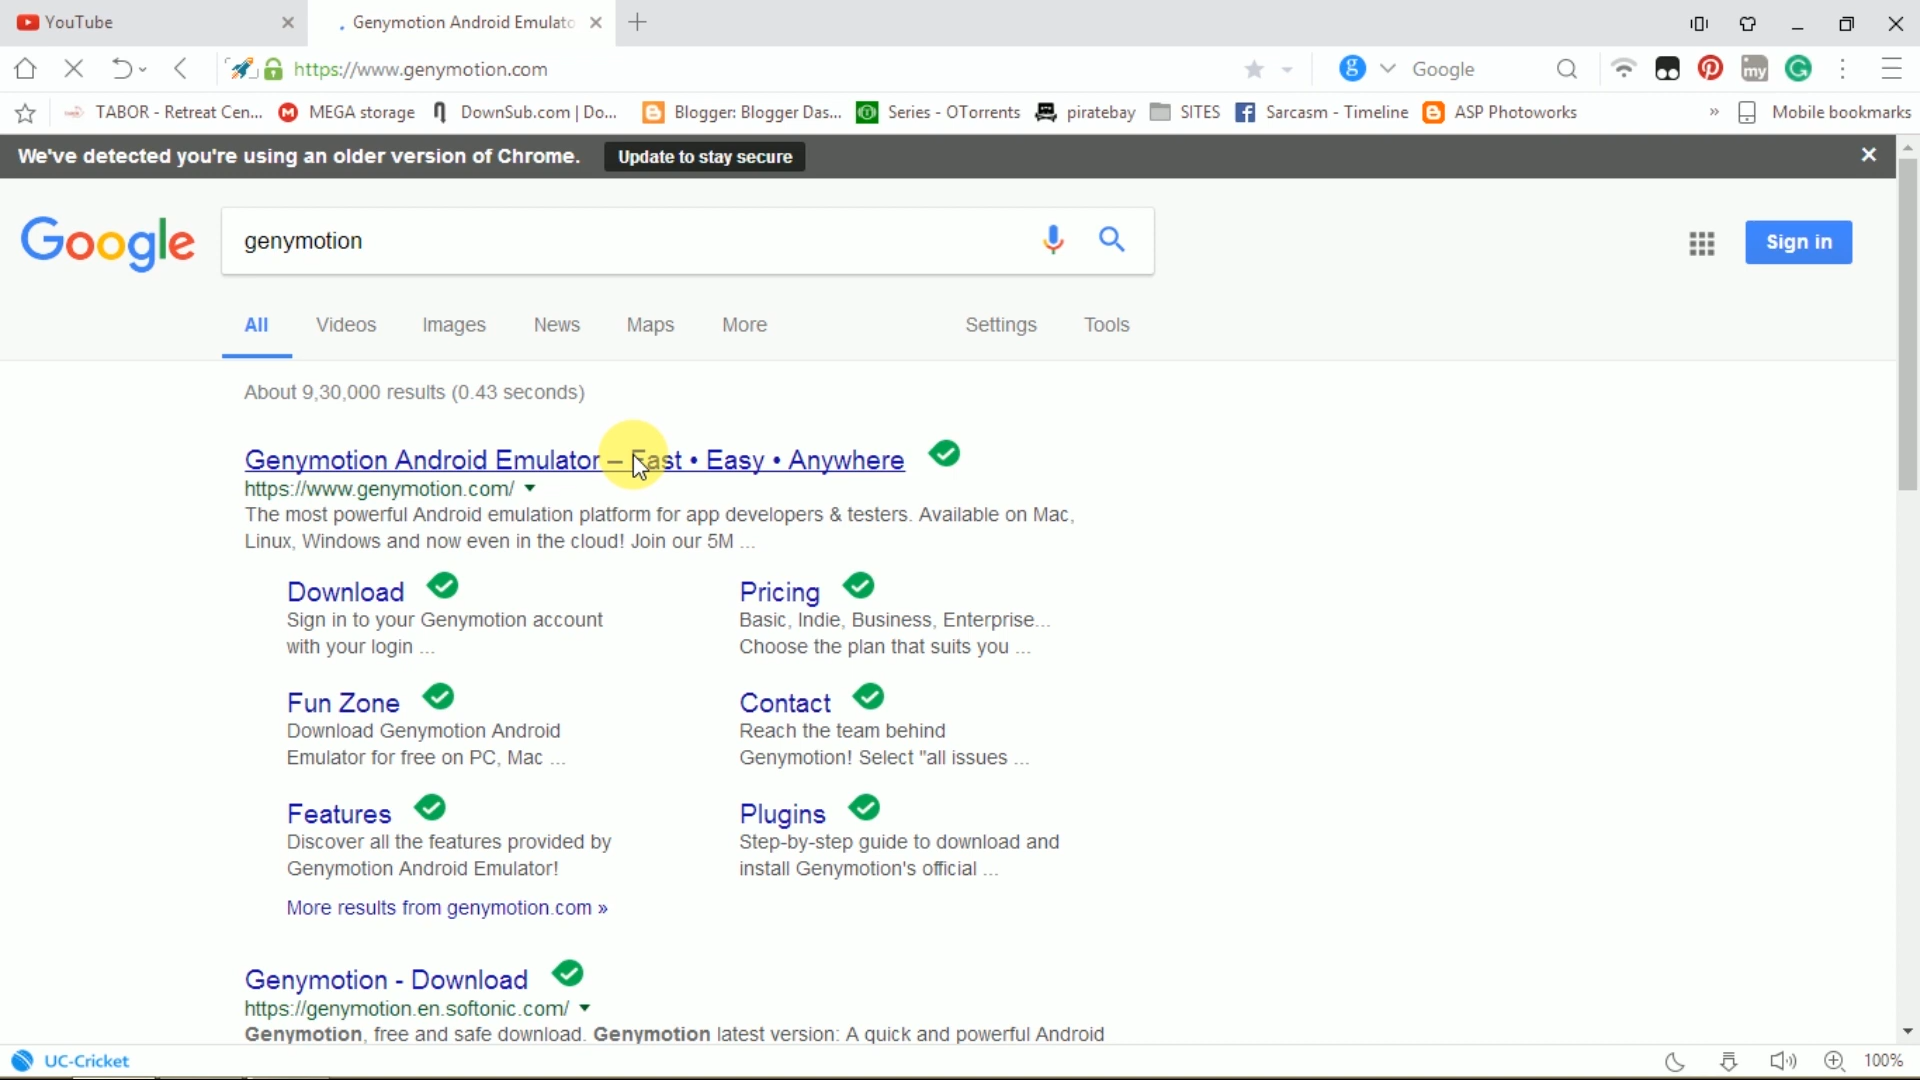 YouTube
Genymotion Android Emulato
https://www.genymotion.com
Google
TABOR - Retreat Cen...
MEGA storage
DownSub.com | Do...
Blogger: Blogger Das...
Series - OTorrents
piratebay
SITES
Sarcasm - Timeline
ASP Photoworks
Mobile bookmarks
We've detected you're using an older version of Chrome.
Update to stay secure
Google
genymotion
Sign in
All
Videos
Images
News
Maps
More
Settings
Tools
About 9,30,000 results (0.43 seconds)
Genymotion Android Emulator – Fast • Easy • Anywhere
https://www.genymotion.com/
The most powerful Android emulation platform for app developers & testers. Available on Mac,
Linux, Windows and now even in the cloud! Join our 5M ...
Download
Sign in to your Genymotion account
with your login ...
Pricing
Basic, Indie, Business, Enterprise...
Choose the plan that suits you ...
Fun Zone
Download Genymotion Android
Emulator for free on PC, Mac ...
Contact
Reach the team behind
Genymotion! Select "all issues ...
Features
Discover all the features provided by
Genymotion Android Emulator!
Plugins
Step-by-step guide to download and
install Genymotion's official ...
More results from genymotion.com »
Genymotion - Download
https://genymotion.en.softonic.com/
Genymotion, free and safe download. Genymotion latest version: A quick and powerful Android
UC-Cricket
100%